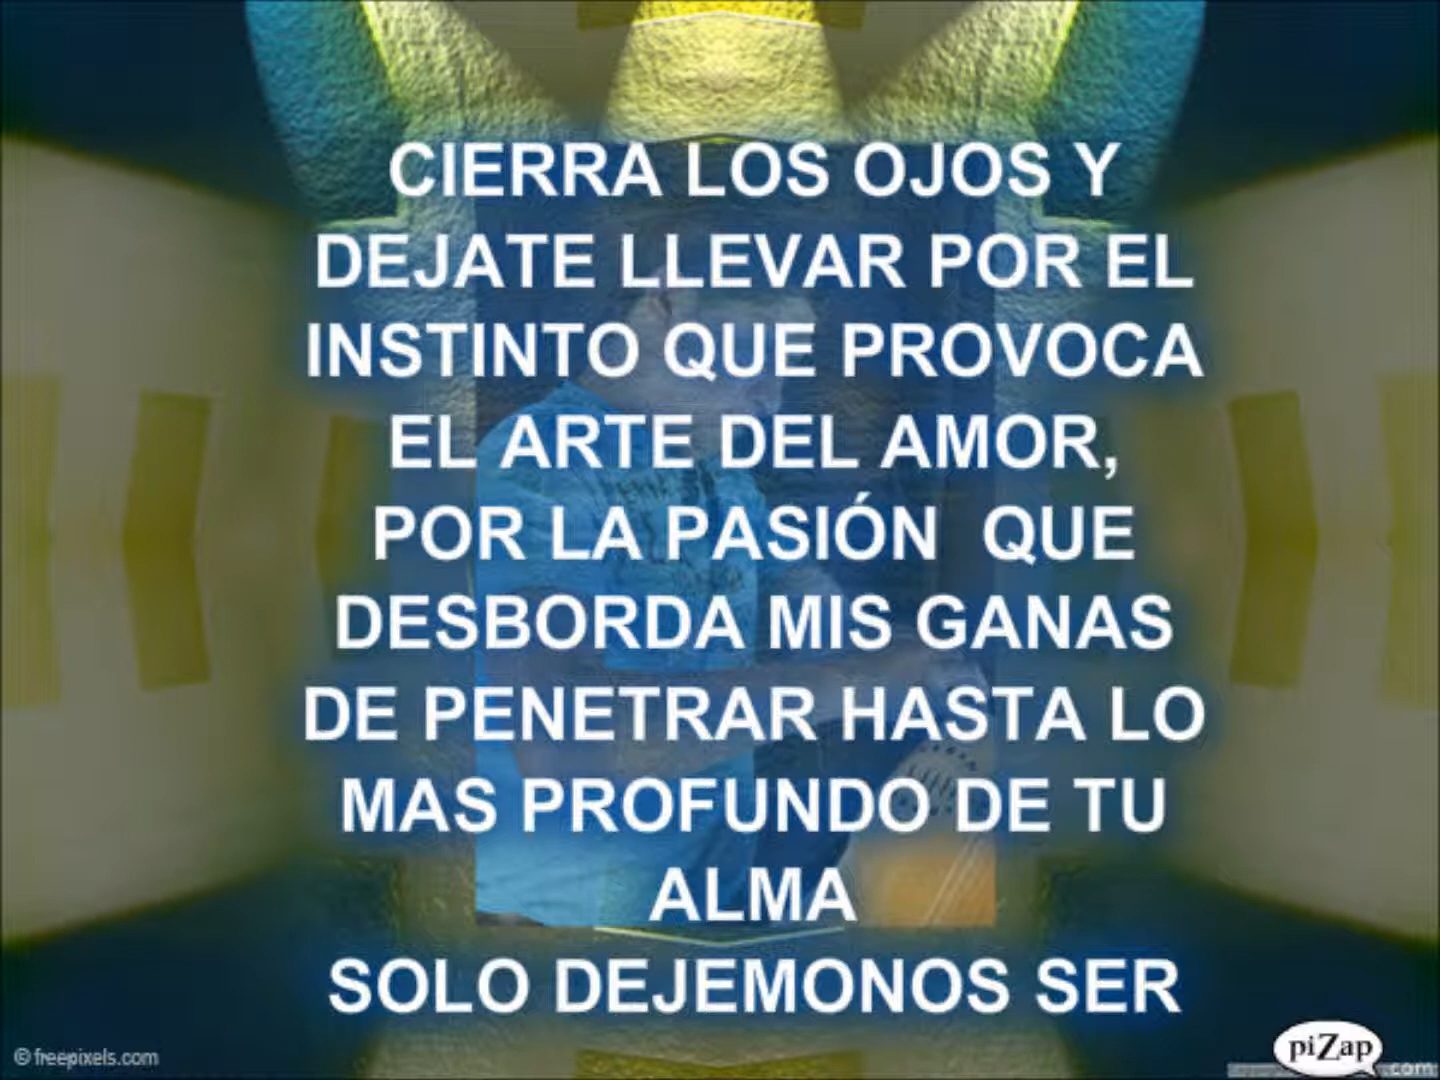 CIERRA LOS OJOS Y
DEJATE LLEVAR POR EL
INSTINTO QUE PROVOCA
EL ARTE DEL AMOR,
POR LA PASIÓN QUE
DESBORDA MIS GANAS
DE PENETRAR HASTA LO
MAS PROFUNDO DE TU
ALMA
SOLO DEJEMONOS SER
© freepixels.com
piZap
.com